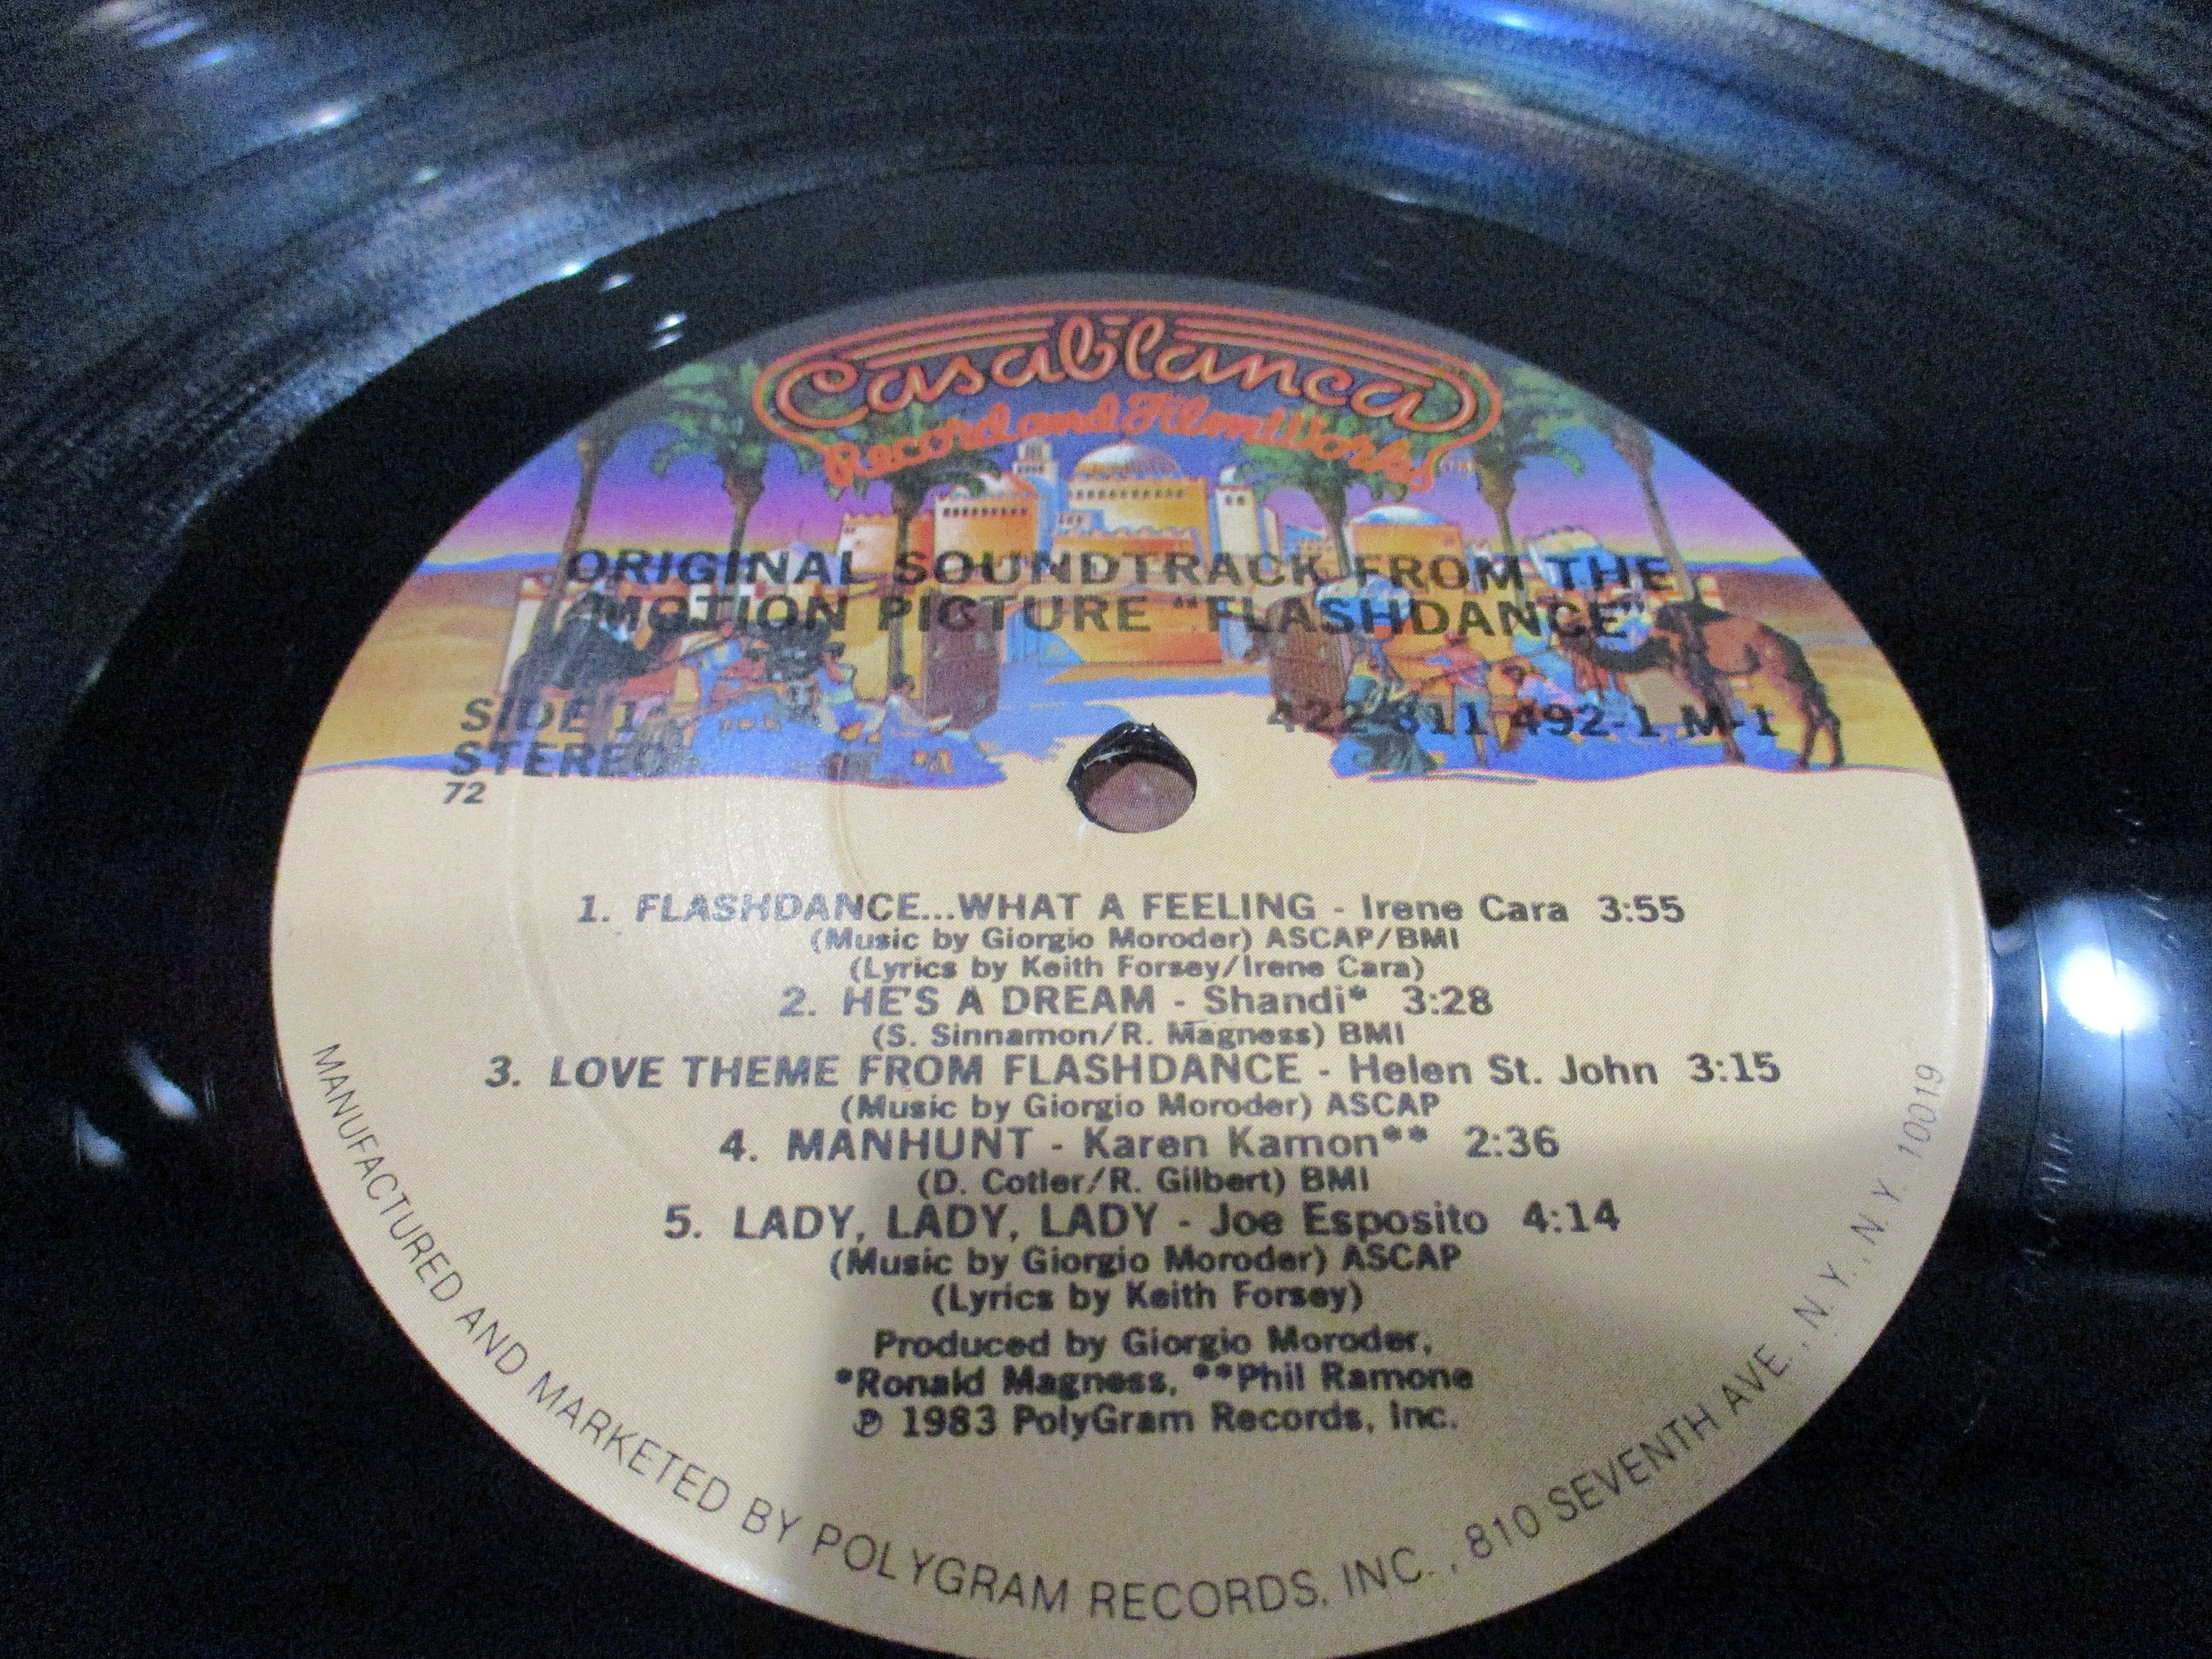 Casablanca
Record and FilmWorks
ORIGINAL SOUNDTRACK FROM THE
MOTION PICTURE "FLASHDANCE"
SIDE 1
STEREO
72
422 811 492-1 M-1
1. FLASHDANCE...WHAT A FEELING - Irene Cara 3:55
(Music by Giorgio Moroder) ASCAP/BMI
(Lyrics by Keith Forsey/Irene Cara)
2. HE'S A DREAM - Shandi* 3:28
(S. Sinnamon/R. Magness) BMI
3. LOVE THEME FROM FLASHDANCE - Helen St. John 3:15
(Music by Giorgio Moroder) ASCAP
4. MANHUNT - Karen Kamon** 2:36
(D. Cotler/R. Gilbert) BMI
5. LADY, LADY, LADY - Joe Esposito 4:14
(Music by Giorgio Moroder) ASCAP
(Lyrics by Keith Forsey)
Produced by Giorgio Moroder,
*Ronald Magness, **Phil Ramone
℗ 1983 PolyGram Records, Inc.
MANUFACTURED AND MARKETED BY POLYGRAM RECORDS, INC., 810 SEVENTH AVE., N.Y., N.Y. 10019